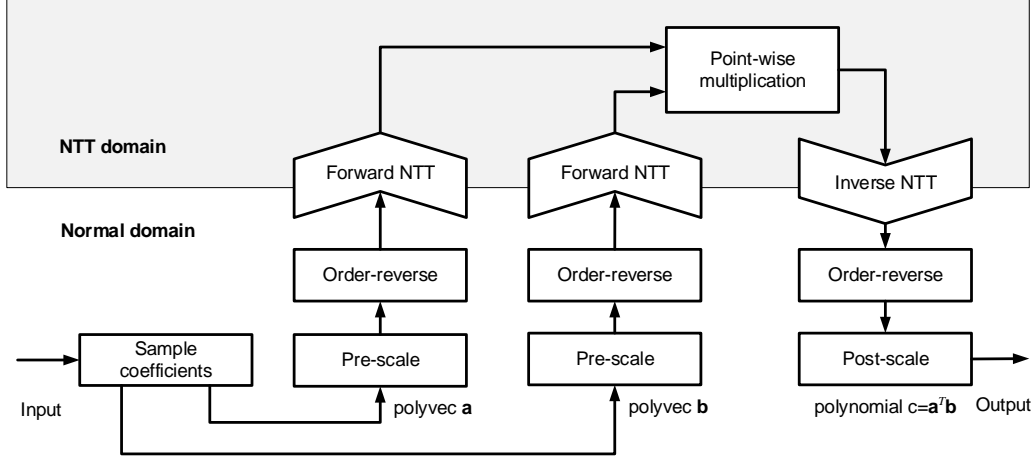 Point-wise
multiplication
NTT domain
Forward NTT
Forward NTT
Inverse NTT
Normal domain
Order-reverse
Order-reverse
Order-reverse
Sample
coefficients
Pre-scale
Pre-scale
Post-scale
Input
polyvec a
polyvec b
polynomial c=aᵀb
Output